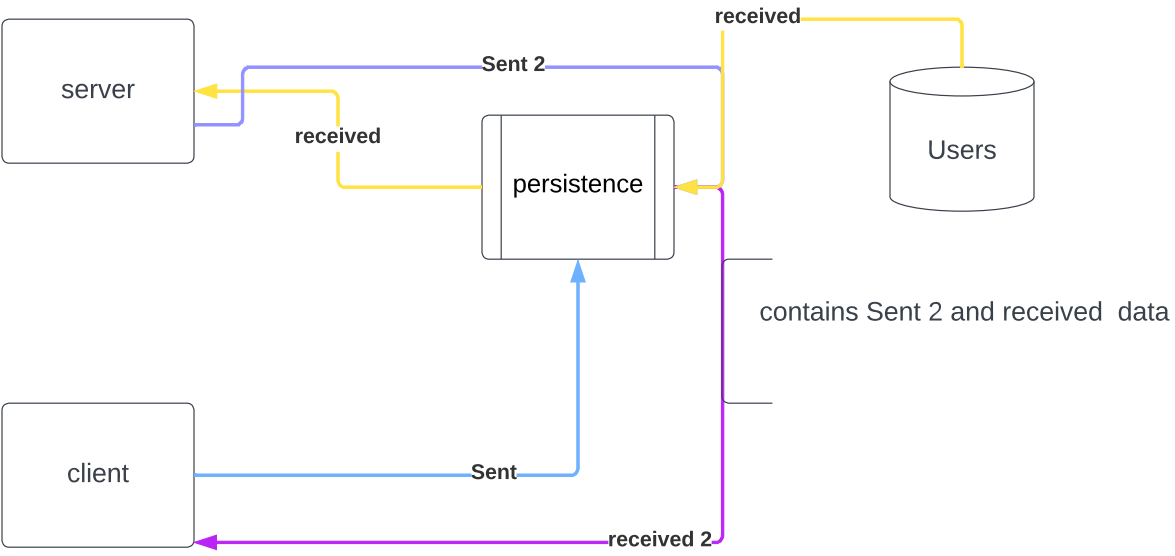 received
Sent 2
server
received
Users
persistence
contains Sent 2 and received  data
client
Sent
received 2